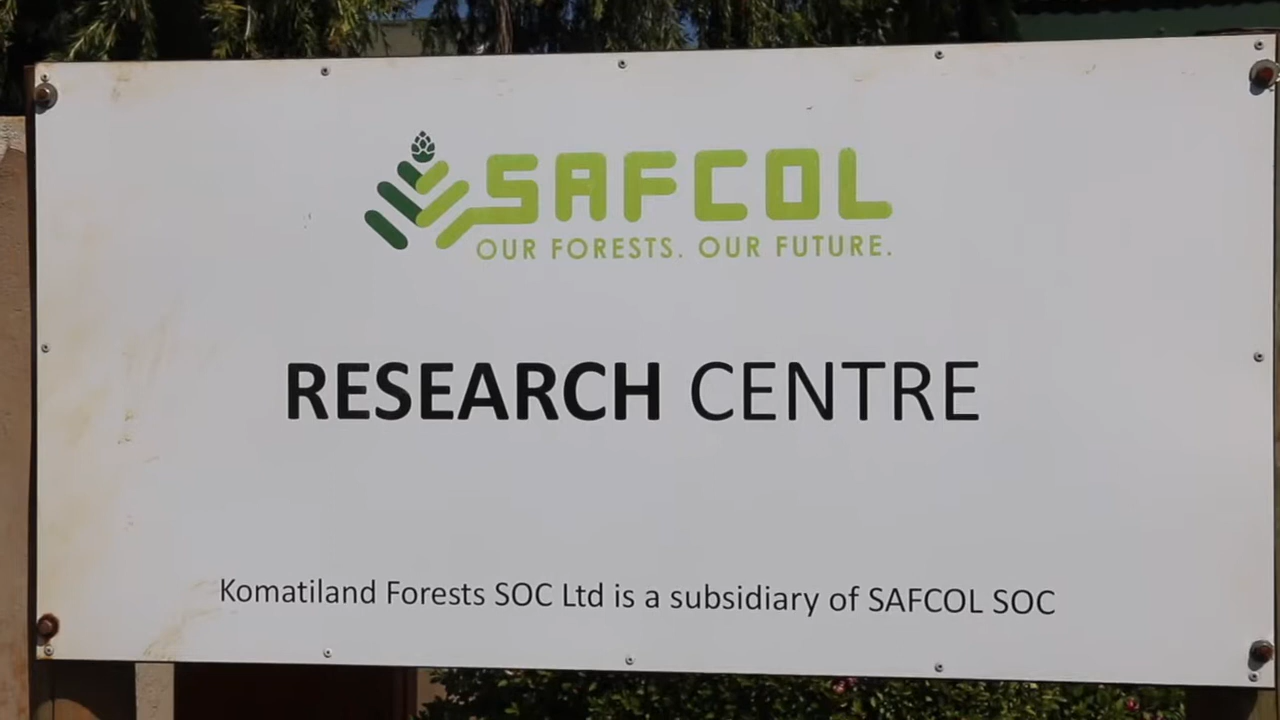 SAFCOL
OUR FORESTS. OUR FUTURE.
RESEARCH CENTRE
Komatiland Forests SOC Ltd is a subsidiary of SAFCOL SOC